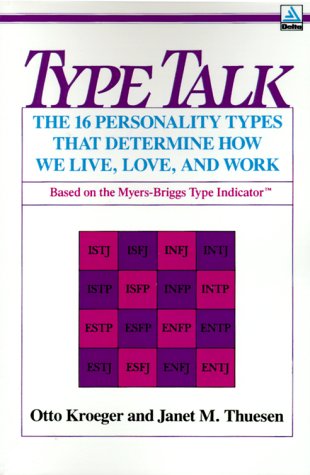 Delta
TYPE TALK
THE 16 PERSONALITY TYPES
THAT DETERMINE HOW
WE LIVE, LOVE, AND WORK
Based on the Myers-Briggs Type Indicator™
ISTJ ISFJ INFJ INTJ
ISTP ISFP INFP INTP
ESTP ESFP ENFP ENTP
ESTJ ESFJ ENFJ ENTJ
Otto Kroeger and Janet M. Thuesen